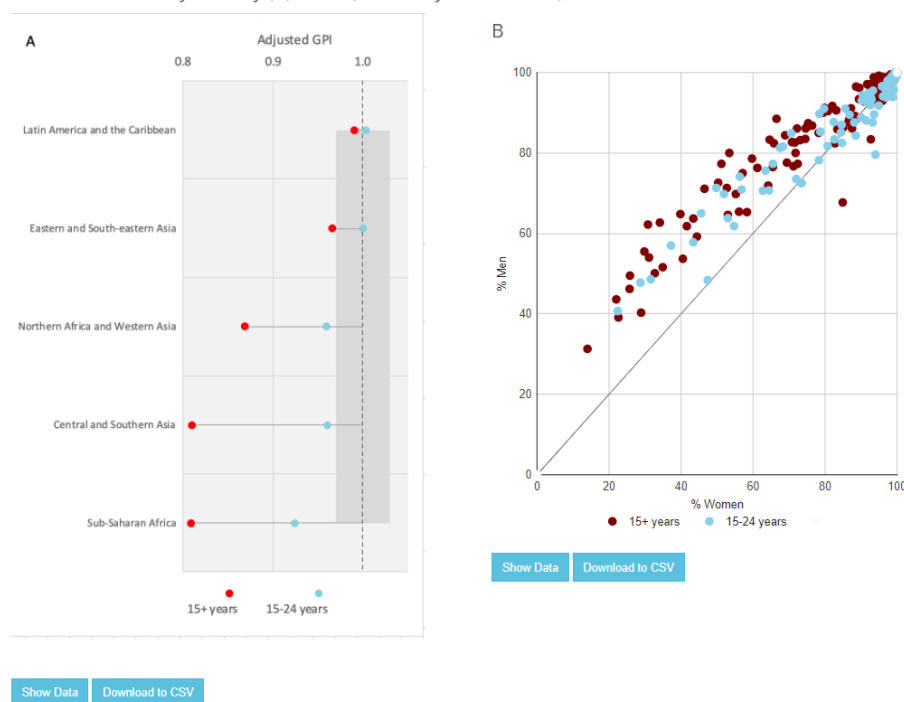 A
Adjusted GPI
0.8 0.9 1.0
Latin America and the Caribbean
Eastern and South-eastern Asia
Northern Africa and Western Asia
Central and Southern Asia
Sub-Saharan Africa
15+ years 15-24 years
Show Data Download to CSV
B
100
80
60
40
20
0
% Men
0 20 40 60 80 100
% Women
15+ years 15-24 years
Show Data Download to CSV